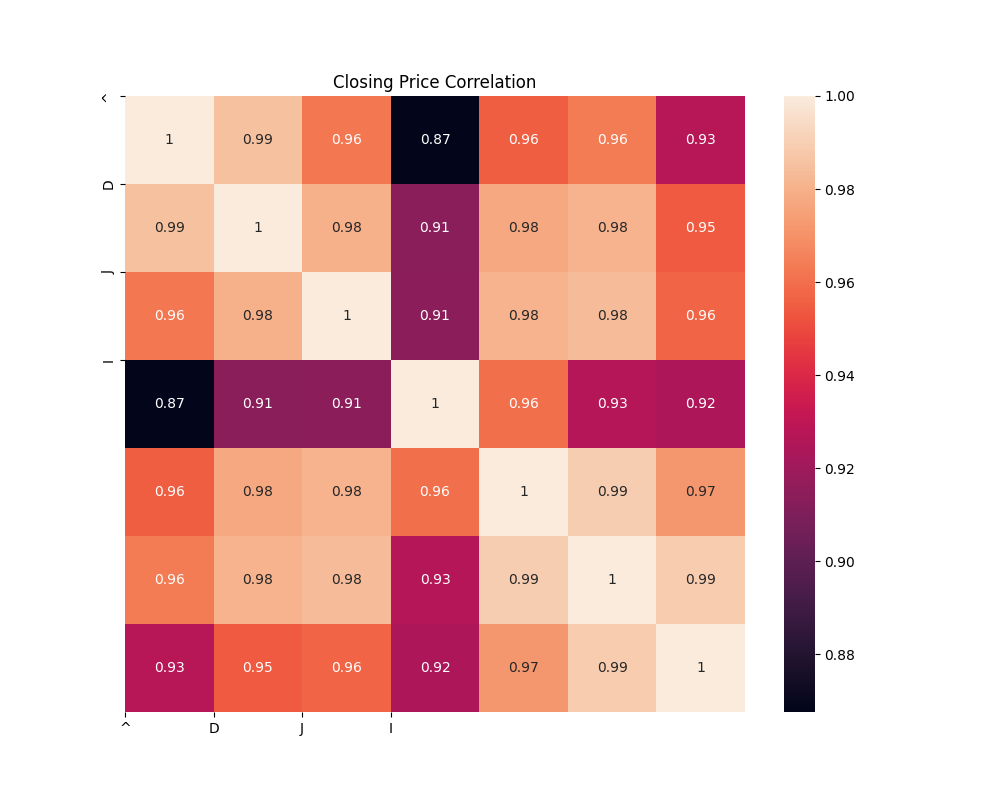 Closing Price Correlation
^
1 0.99 0.96 0.87 0.96 0.96 0.93
D
0.99 1 0.98 0.91 0.98 0.98 0.95
J
0.96 0.98 1 0.91 0.98 0.98 0.96
I
0.87 0.91 0.91 1 0.96 0.93 0.92
0.96 0.98 0.98 0.96 1 0.99 0.97
0.96 0.98 0.98 0.93 0.99 1 0.99
0.93 0.95 0.96 0.92 0.97 0.99 1
^ D J I
1.00
0.98
0.96
0.94
0.92
0.90
0.88